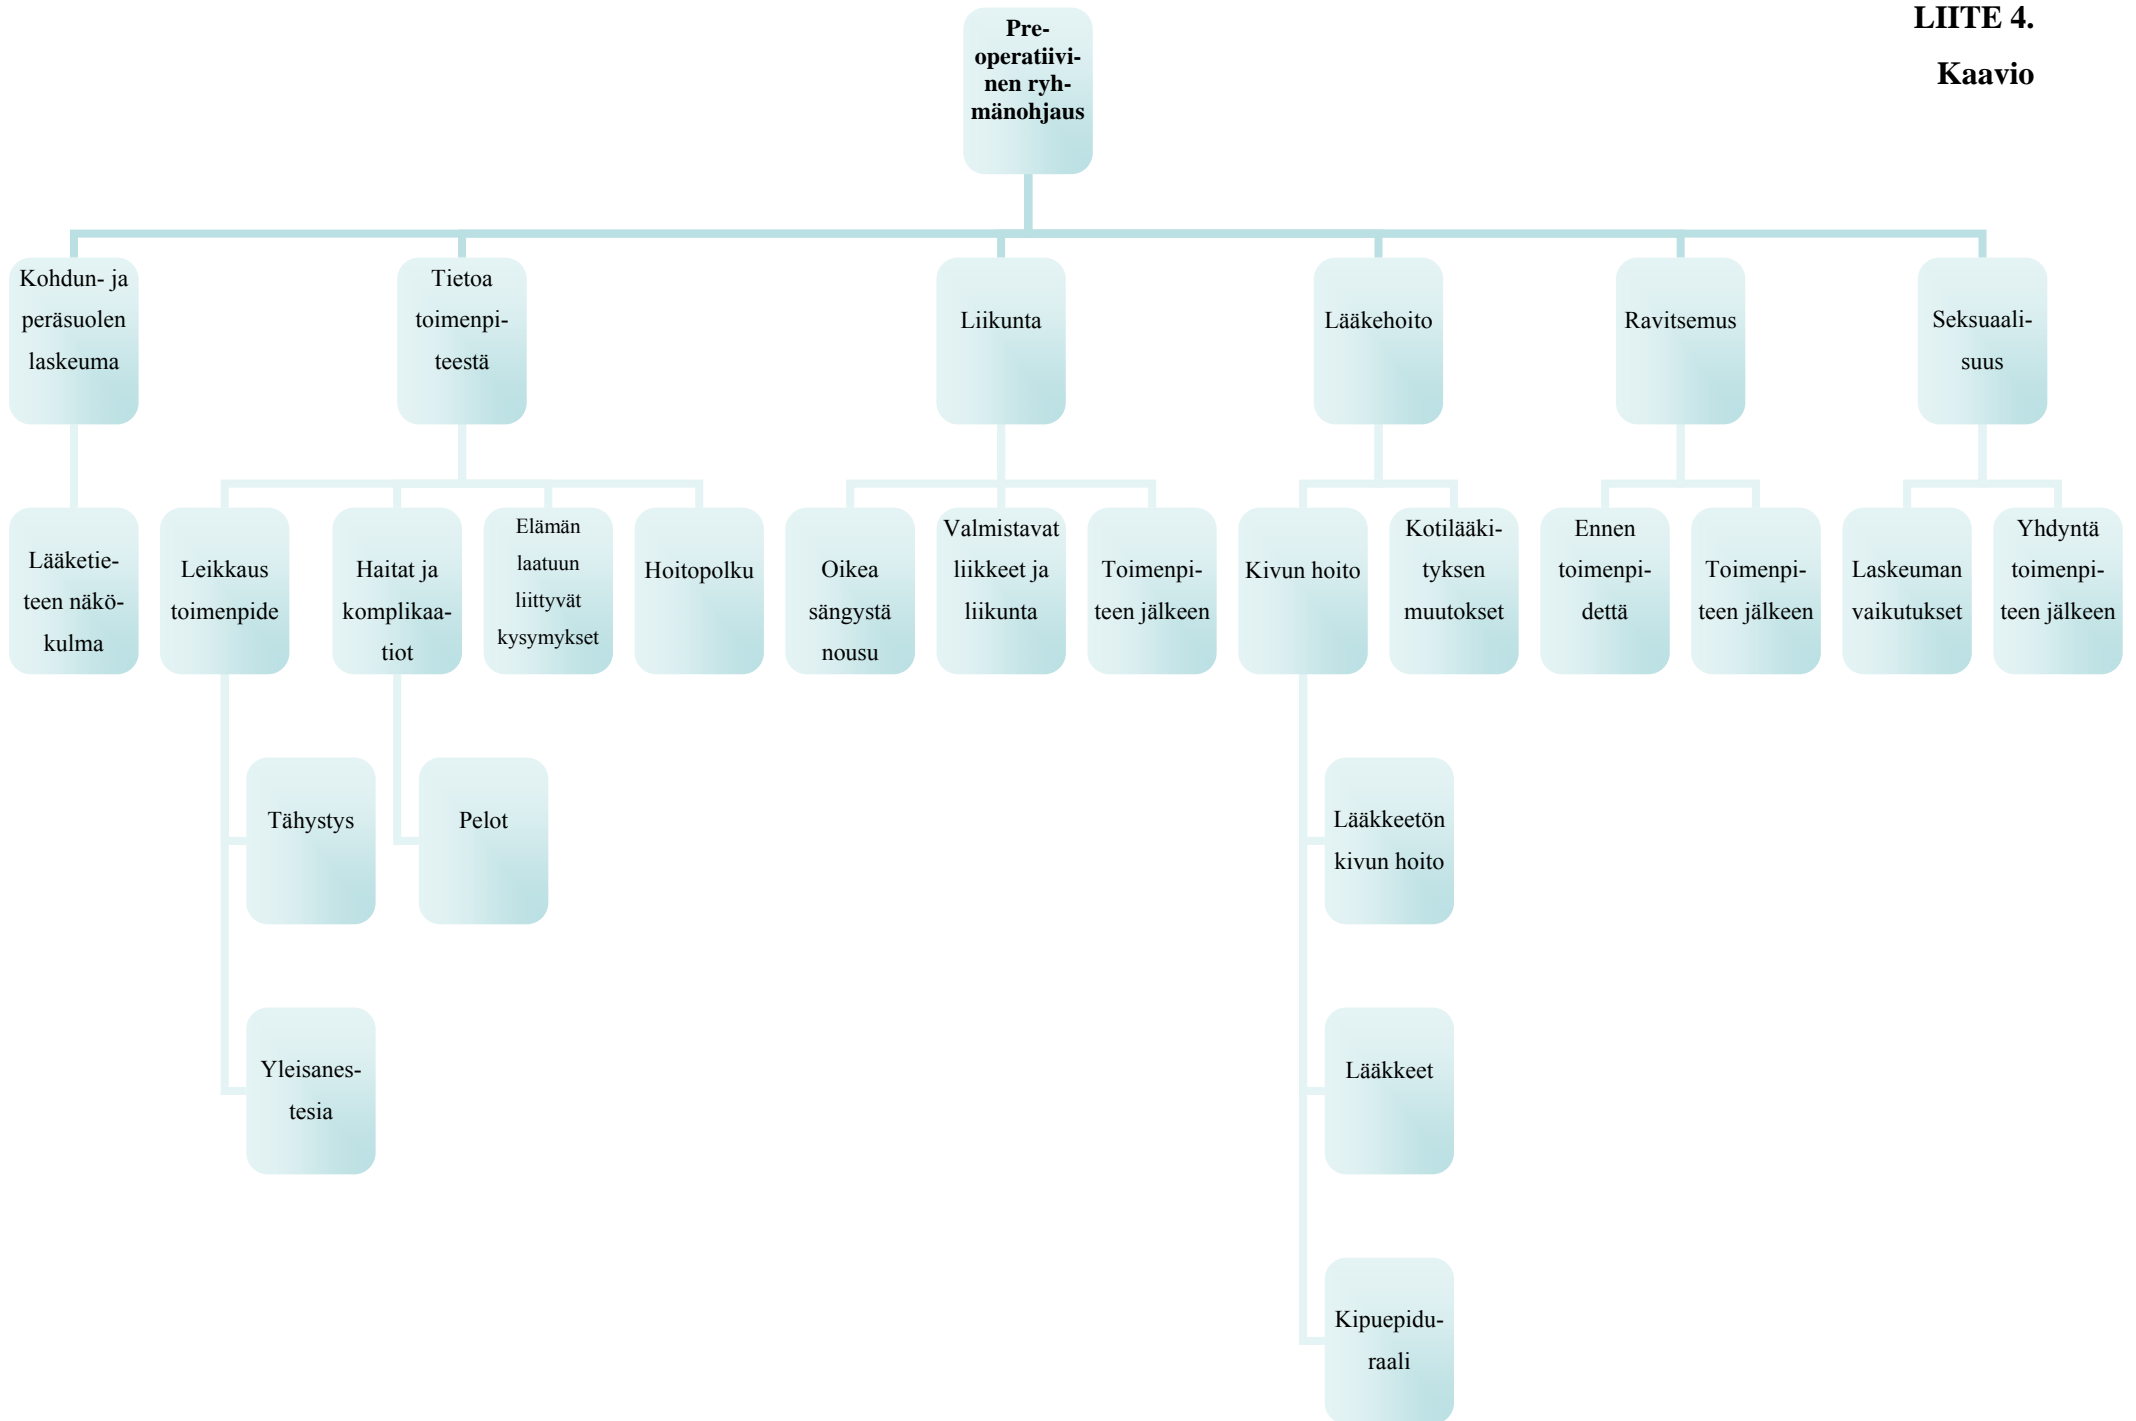 LIITE 4.
Kaavio
Pre-
operatiivi-
nen ryh-
mänohjaus
Kohdun- ja
peräsuolen
laskeuma
Tietoa
toimenpi-
teestä
Liikunta
Lääkehoito
Ravitsemus
Seksuaali-
suus
Lääketie-
teen näkö-
kulma
Leikkaus
toimenpide
Haitat ja
komplikaa-
tiot
Elämän
laatuun
liittyvät
kysymykset
Hoitopolku
Oikea
sängystä
nousu
Valmistavat
liikkeet ja
liikunta
Toimenpi-
teen jälkeen
Kivun hoito
Kotilääki-
tyksen
muutokset
Ennen
toimenpi-
dettä
Toimenpi-
teen jälkeen
Laskeuman
vaikutukset
Yhdyntä
toimenpi-
teen jälkeen
Tähystys
Pelot
Lääkkeetön
kivun hoito
Yleisanes-
tesia
Lääkkeet
Kipuepidu-
raali